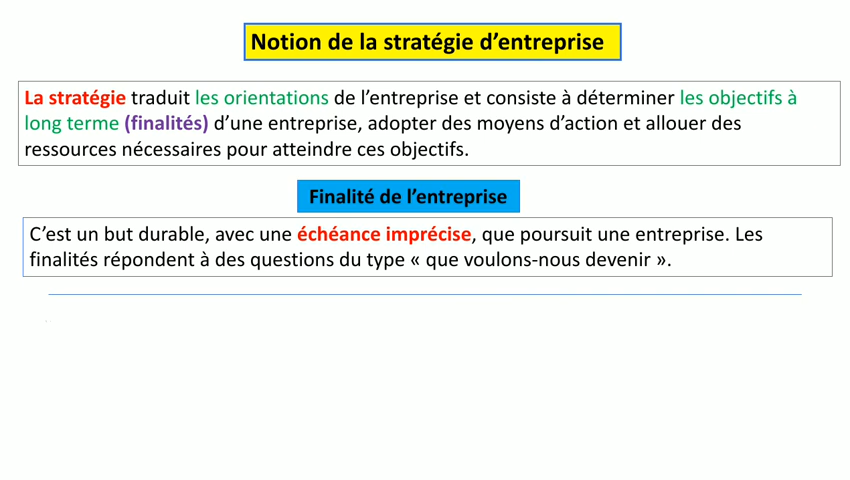 Notion de la stratégie d’entreprise
La stratégie traduit les orientations de l’entreprise et consiste à déterminer les objectifs à
long terme (finalités) d’une entreprise, adopter des moyens d’action et allouer des
ressources nécessaires pour atteindre ces objectifs.
Finalité de l’entreprise
C’est un but durable, avec une échéance imprécise, que poursuit une entreprise. Les
finalités répondent à des questions du type « que voulons-nous devenir ».